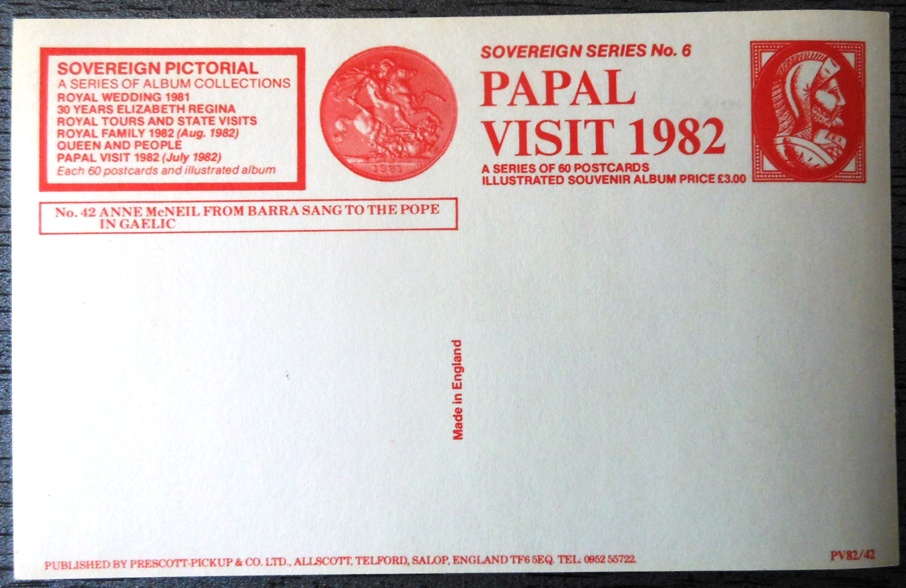 SOVEREIGN PICTORIAL
A SERIES OF ALBUM COLLECTIONS
ROYAL WEDDING 1981
30 YEARS ELIZABETH REGINA
ROYAL TOURS AND STATE VISITS
ROYAL FAMILY 1982 (Aug. 1982)
QUEEN AND PEOPLE
PAPAL VISIT 1982 (July 1982)
Each 60 postcards and illustrated album
1981
SOVEREIGN SERIES No. 6
PAPAL
VISIT 1982
A SERIES OF 60 POSTCARDS
ILLUSTRATED SOUVENIR ALBUM PRICE £3.00
No. 42 ANNE McNEIL FROM BARRA SANG TO THE POPE
IN GAELIC
Made in England
PUBLISHED BY PRESCOTT-PICKUP & CO. LTD., ALLSCOTT, TELFORD, SALOP, ENGLAND TF6 5EQ. TEL: 0952 55722.
PV82/42